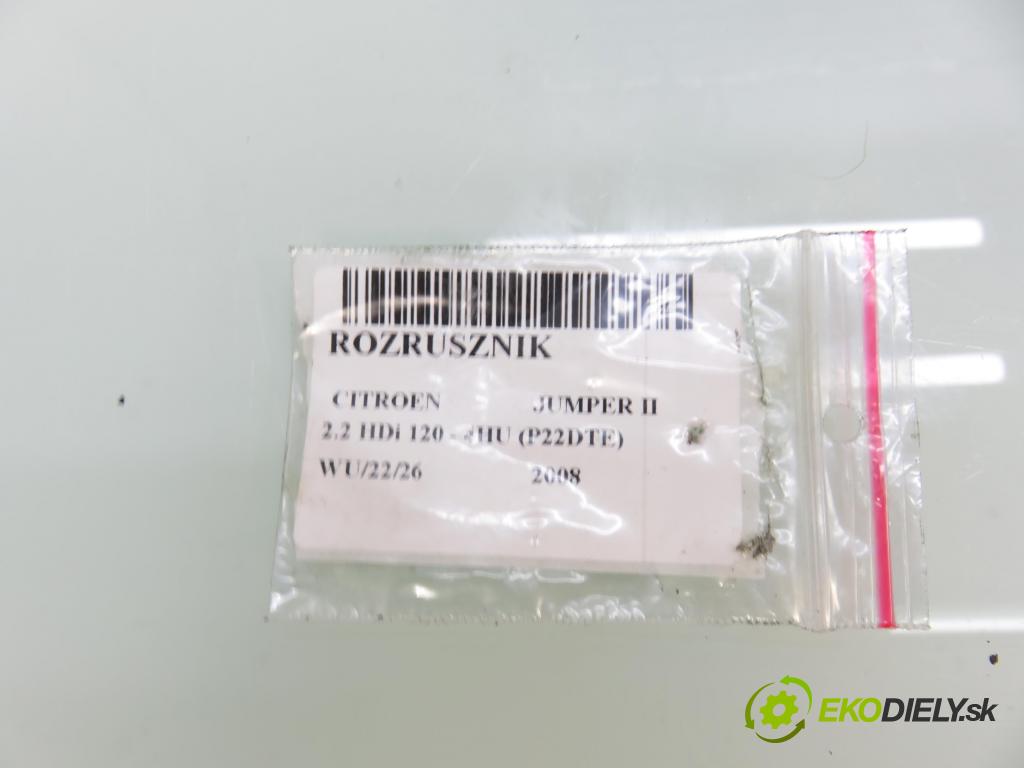 ROZRUSZNIK
CITROEN JUMPER II
2.2 HDi 120 - 4HU (P22DTE)
WU/22/26 2008
EKODIELY.sk